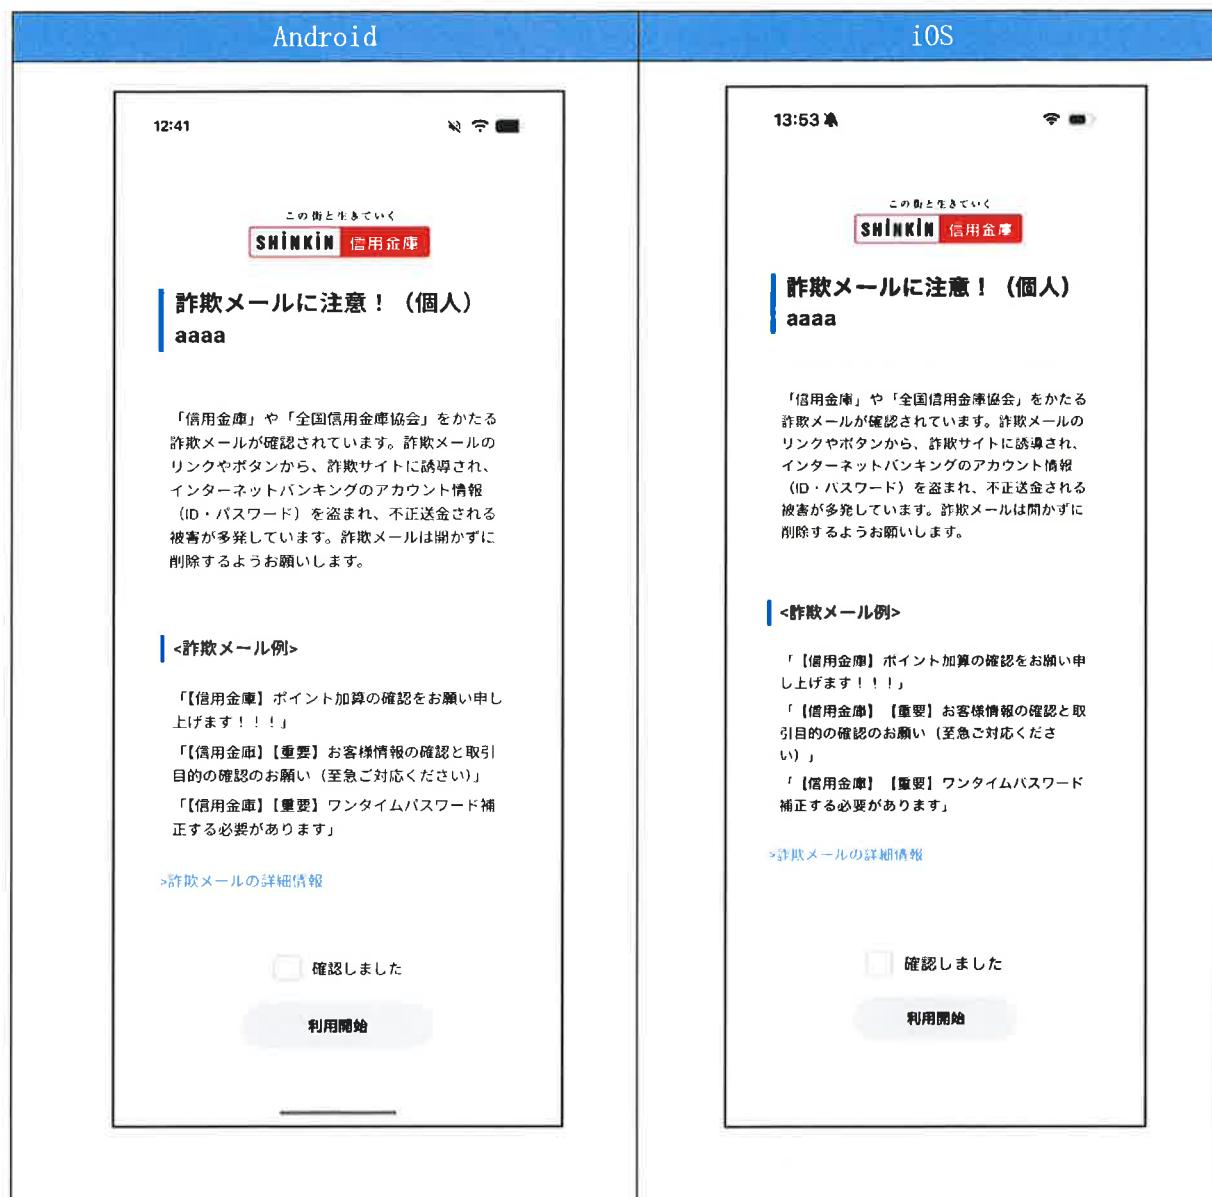 Android
12:41
この街と生きていく
SHINKIN 信用金庫
詐欺メールに注意！（個人）
aaaa
「信用金庫」や「全国信用金庫協会」をかたる
詐欺メールが確認されています。詐欺メールの
リンクやボタンから、詐欺サイトに誘導され、
インターネットバンキングのアカウント情報
（ID・パスワード）を盗まれ、不正送金される
被害が多発しています。詐欺メールは開かずに
削除するようお願いします。
<詐欺メール例>
「【信用金庫】ポイント加算の確認をお願い申し
上げます！！！」
「【信用金庫】【重要】お客様情報の確認と取引
目的の確認のお願い（至急ご対応ください）」
「【信用金庫】【重要】ワンタイムパスワード補
正する必要があります」
>詐欺メールの詳細情報
確認しました
利用開始
iOS
13:53
この街と生きていく
SHINKIN 信用金庫
詐欺メールに注意！（個人）
aaaa
「信用金庫」や「全国信用金庫協会」をかたる
詐欺メールが確認されています。詐欺メールの
リンクやボタンから、詐欺サイトに誘導され、
インターネットバンキングのアカウント情報
（ID・パスワード）を盗まれ、不正送金される
被害が多発しています。詐欺メールは開かずに
削除するようお願いします。
<詐欺メール例>
「【信用金庫】ポイント加算の確認をお願い申
し上げます！！！」
「【信用金庫】【重要】お客様情報の確認と取
引目的の確認のお願い（至急ご対応くださ
い）」
「【信用金庫】【重要】ワンタイムパスワード
補正する必要があります」
>詐欺メールの詳細情報
確認しました
利用開始